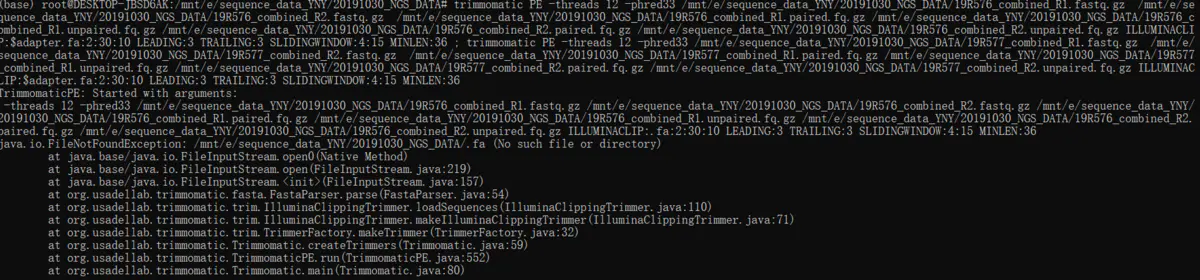 (base) root@DESKTOP-JBSD6AK:/mnt/e/sequence_data_YNY/20191030_NGS_DATA# trimmomatic PE -threads 12 -phred33 /mnt/e/sequence_data_YNY/20191030_NGS_DATA/19R576_combined_R1.fastq.gz  /mnt/e/se
quence_data_YNY/20191030_NGS_DATA/19R576_combined_R2.fastq.gz  /mnt/e/sequence_data_YNY/20191030_NGS_DATA/19R576_combined_R1.paired.fq.gz /mnt/e/sequence_data_YNY/20191030_NGS_DATA/19R576_c
ombined_R1.unpaired.fq.gz /mnt/e/sequence_data_YNY/20191030_NGS_DATA/19R576_combined_R2.paired.fq.gz /mnt/e/sequence_data_YNY/20191030_NGS_DATA/19R576_combined_R2.unpaired.fq.gz ILLUMINACLI
P:$adapter.fa:2:30:10 LEADING:3 TRAILING:3 SLIDINGWINDOW:4:15 MINLEN:36 ; trimmomatic PE -threads 12 -phred33 /mnt/e/sequence_data_YNY/20191030_NGS_DATA/19R577_combined_R1.fastq.gz  /mnt/e/
sequence_data_YNY/20191030_NGS_DATA/19R577_combined_R2.fastq.gz  /mnt/e/sequence_data_YNY/20191030_NGS_DATA/19R577_combined_R1.paired.fq.gz /mnt/e/sequence_data_YNY/20191030_NGS_DATA/19R577
_combined_R1.unpaired.fq.gz /mnt/e/sequence_data_YNY/20191030_NGS_DATA/19R577_combined_R2.paired.fq.gz /mnt/e/sequence_data_YNY/20191030_NGS_DATA/19R577_combined_R2.unpaired.fq.gz ILLUMINAC
LIP:$adapter.fa:2:30:10 LEADING:3 TRAILING:3 SLIDINGWINDOW:4:15 MINLEN:36
TrimmomaticPE: Started with arguments:
-threads 12 -phred33 /mnt/e/sequence_data_YNY/20191030_NGS_DATA/19R576_combined_R1.fastq.gz /mnt/e/sequence_data_YNY/20191030_NGS_DATA/19R576_combined_R2.fastq.gz /mnt/e/sequence_data_YNY/
20191030_NGS_DATA/19R576_combined_R1.paired.fq.gz /mnt/e/sequence_data_YNY/20191030_NGS_DATA/19R576_combined_R1.unpaired.fq.gz /mnt/e/sequence_data_YNY/20191030_NGS_DATA/19R576_combined_R2.
paired.fq.gz /mnt/e/sequence_data_YNY/20191030_NGS_DATA/19R576_combined_R2.unpaired.fq.gz ILLUMINACLIP:.fa:2:30:10 LEADING:3 TRAILING:3 SLIDINGWINDOW:4:15 MINLEN:36
java.io.FileNotFoundException: /mnt/e/sequence_data_YNY/20191030_NGS_DATA/.fa (No such file or directory)
at java.base/java.io.FileInputStream.open0(Native Method)
at java.base/java.io.FileInputStream.open(FileInputStream.java:219)
at java.base/java.io.FileInputStream.<init>(FileInputStream.java:157)
at org.usadellab.trimmomatic.fasta.FastaParser.parse(FastaParser.java:54)
at org.usadellab.trimmomatic.trim.IlluminaClippingTrimmer.loadSequences(IlluminaClippingTrimmer.java:110)
at org.usadellab.trimmomatic.trim.IlluminaClippingTrimmer.makeIlluminaClippingTrimmer(IlluminaClippingTrimmer.java:71)
at org.usadellab.trimmomatic.trim.TrimmerFactory.makeTrimmer(TrimmerFactory.java:32)
at org.usadellab.trimmomatic.Trimmomatic.createTrimmers(Trimmomatic.java:59)
at org.usadellab.trimmomatic.TrimmomaticPE.run(TrimmomaticPE.java:552)
at org.usadellab.trimmomatic.Trimmomatic.main(Trimmomatic.java:80)